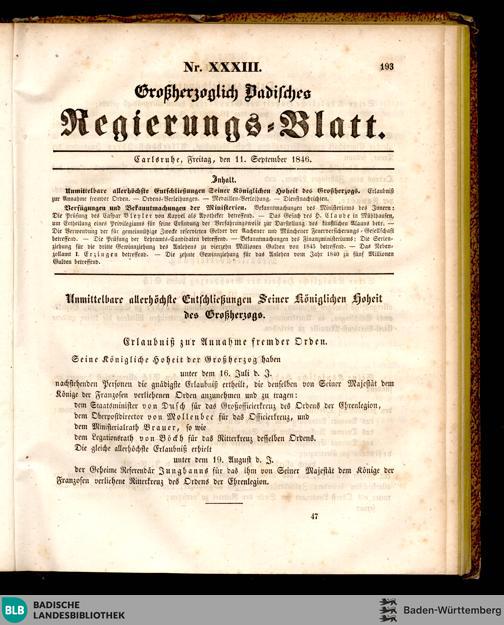 Nr. XXXIII.
193
Großherzoglich Badisches
Regierungs-Blatt.
Carlsruhe, Freitag, den 11. September 1846.
Inhalt.
Unmittelbare allerhöchste Entschließungen Seiner Königlichen Hoheit des Großherzogs. Erlaubniß
zur Annahme fremder Orden. — Ordens-Verleihungen. — Medaillen-Verleihung. — Dienstnachrichten.
Verfügungen und Bekanntmachungen der Ministerien. Bekanntmachungen des Ministeriums des Innern:
Die Prüfung des Caspar Bleyler von Kappel als Apotheker betreffend. — Das Gesuch des H. Claude in Mühlhausen,
um Ertheilung eines Privilegiums für seine Erfindung der Verfahrungsweise zur Darstellung des künstlichen Alauns betr. —
Die Verwendung der für gemeinnützige Zwecke reservirten Gelder der Aachener und Münchener Feuerversicherungs-Gesellschaft
betreffend. — Die Prüfung der Lehramts-Candidaten betreffend. — Bekanntmachungen des Finanzministeriums: Die Serien-
ziehung für die dritte Gewinnziehung des Anlehens zu vierzehn Millionen Gulden von 1845 betreffend. — Das Neben-
zollamt I. Erzingen betreffend. — Die zehnte Gewinnziehung für das Anlehen vom Jahr 1840 zu fünf Millionen
Gulden betreffend.
Unmittelbare allerhöchste Entschließungen Seiner Königlichen Hoheit
des Großherzogs.
Erlaubniß zur Annahme fremder Orden.
Seine Königliche Hoheit der Großherzog haben
unter dem 16. Juli d. J.
nachstehenden Personen die gnädigste Erlaubniß ertheilt, die denselben von Seiner Majestät dem
Könige der Franzosen verliehenen Orden anzunehmen und zu tragen:
dem Staatsminister von Dusch für das Großofficierkreuz des Ordens der Ehrenlegion,
dem Oberpostdirector von Mollenbec für das Officierkreuz, und
dem Ministerialrath Brauer, so wie
dem Legationsrath von Böckh für das Ritterkreuz desselben Ordens.
Die gleiche allerhöchste Erlaubniß erhielt
unter dem 19. August d. J.
der Geheime Referendär Junghanns für das ihm von Seiner Majestät dem Könige der
Franzosen verliehene Ritterkreuz des Ordens der Ehrenlegion.
47
BLB BADISCHE
LANDESBIBLIOTHEK
Baden-Württemberg